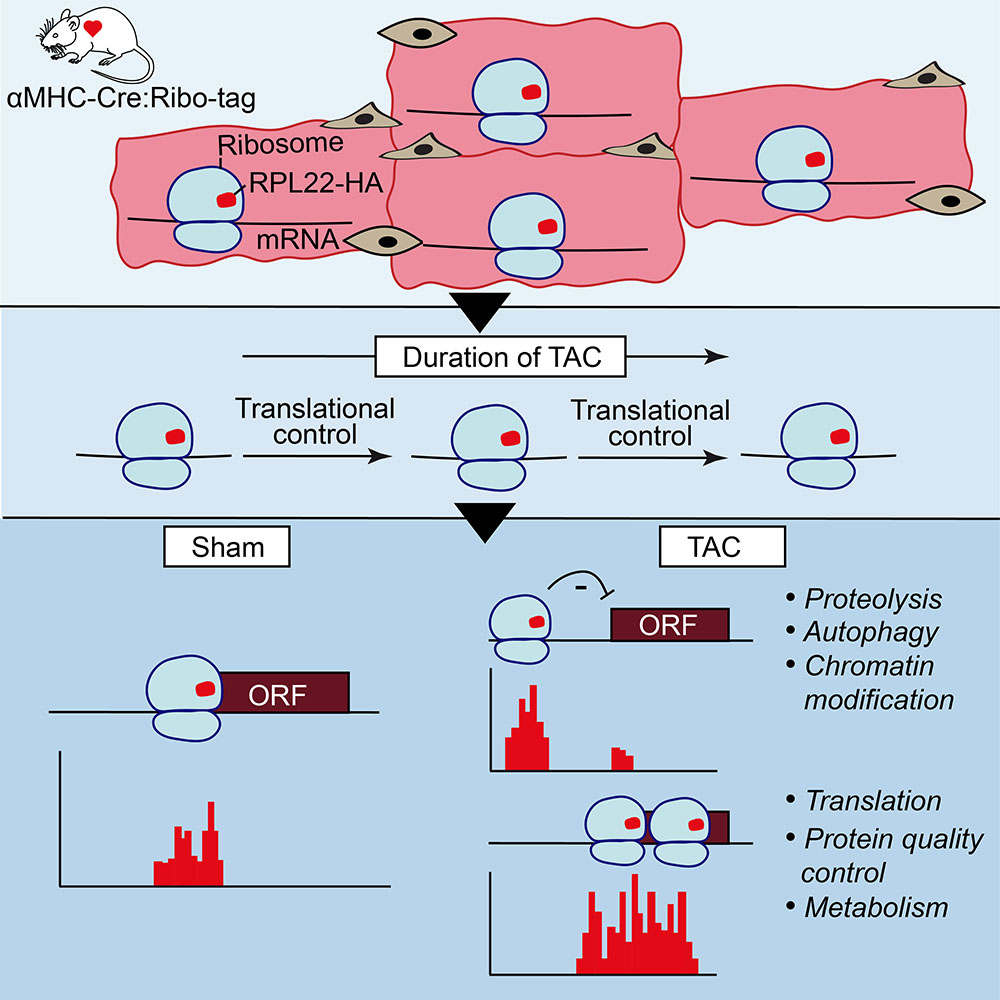 αMHC-Cre:Ribo-tag
Ribosome
RPL22-HA
mRNA
Duration of TAC
Translational
control
Translational
control
Sham
TAC
ORF
-
ORF
• Proteolysis
• Autophagy
• Chromatin
modification
• Translation
• Protein quality
control
• Metabolism